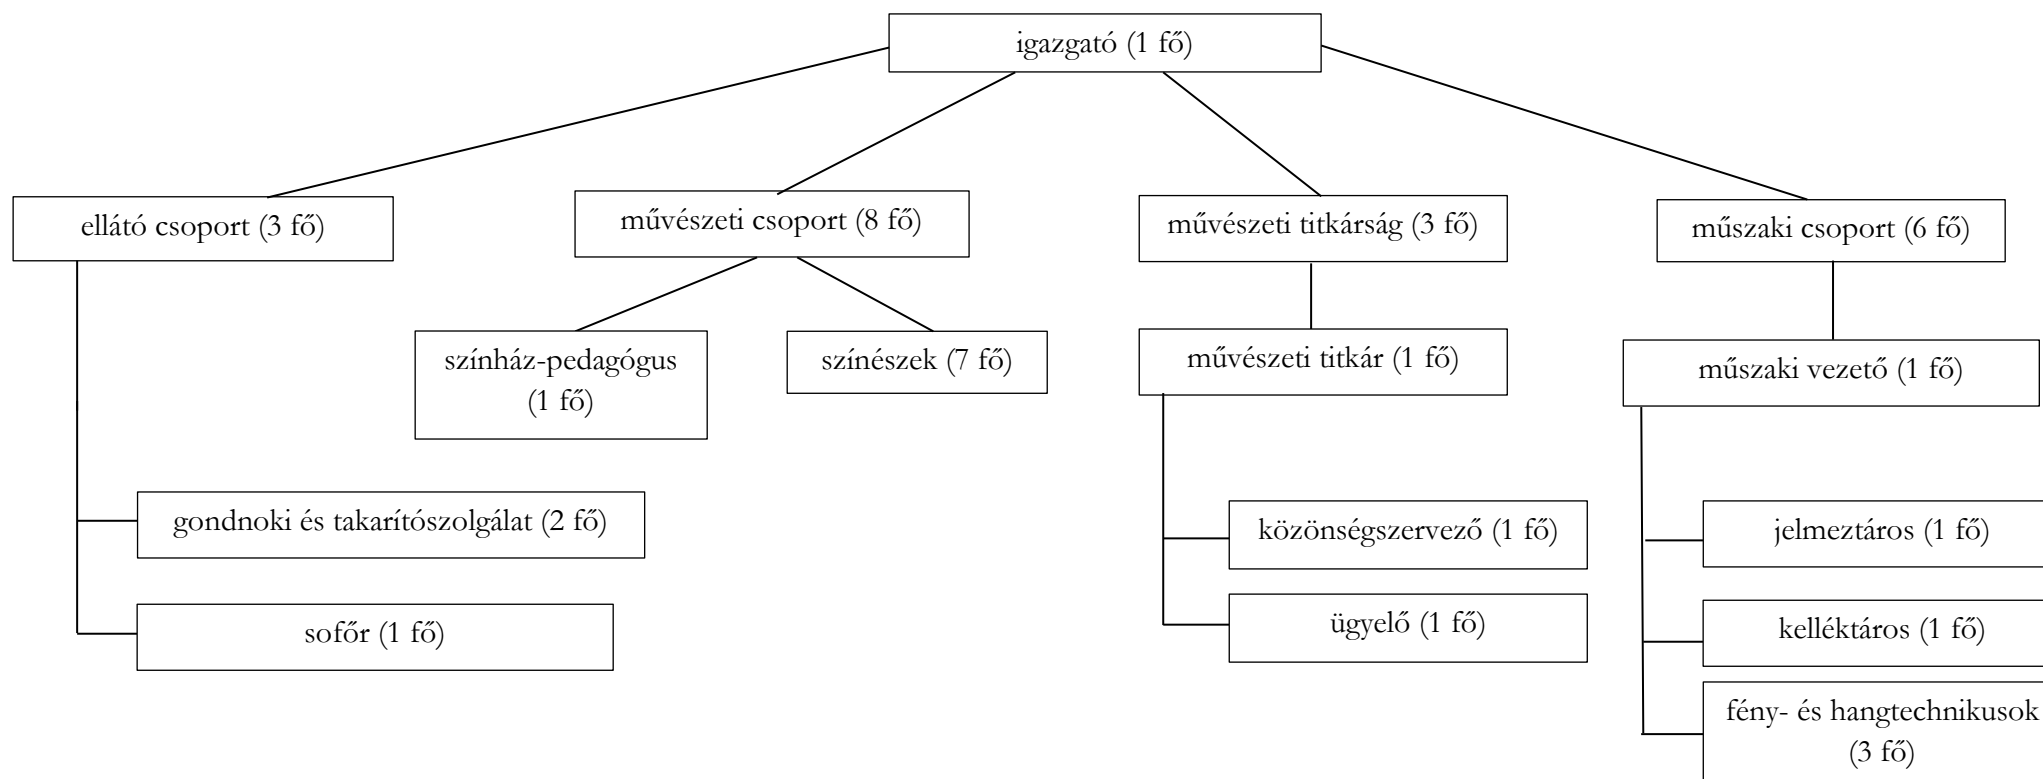 igazgató (1 fő)
ellátó csoport (3 fő)
művészeti csoport (8 fő)
művészeti titkárság (3 fő)
műszaki csoport (6 fő)
színház-pedagógus
(1 fő)
színészek (7 fő)
művészeti titkár (1 fő)
műszaki vezető (1 fő)
gondnoki és takarítószolgálat (2 fő)
sofőr (1 fő)
közönségszervező (1 fő)
ügyelő (1 fő)
jelmeztáros (1 fő)
kelléktáros (1 fő)
fény- és hangtechnikusok
(3 fő)